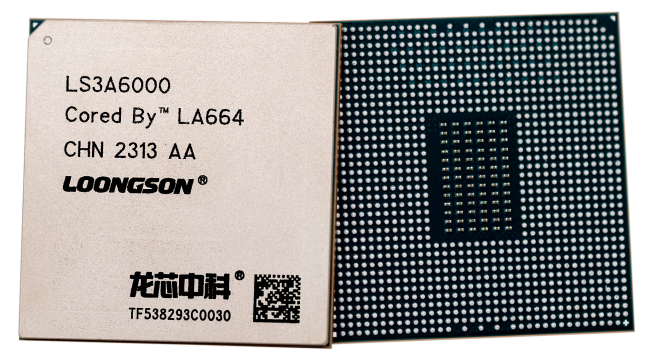 LS3A6000
Cored By™ LA664
CHN 2313 AA
LOONGSON®
龙芯中科®
TF538293C0030